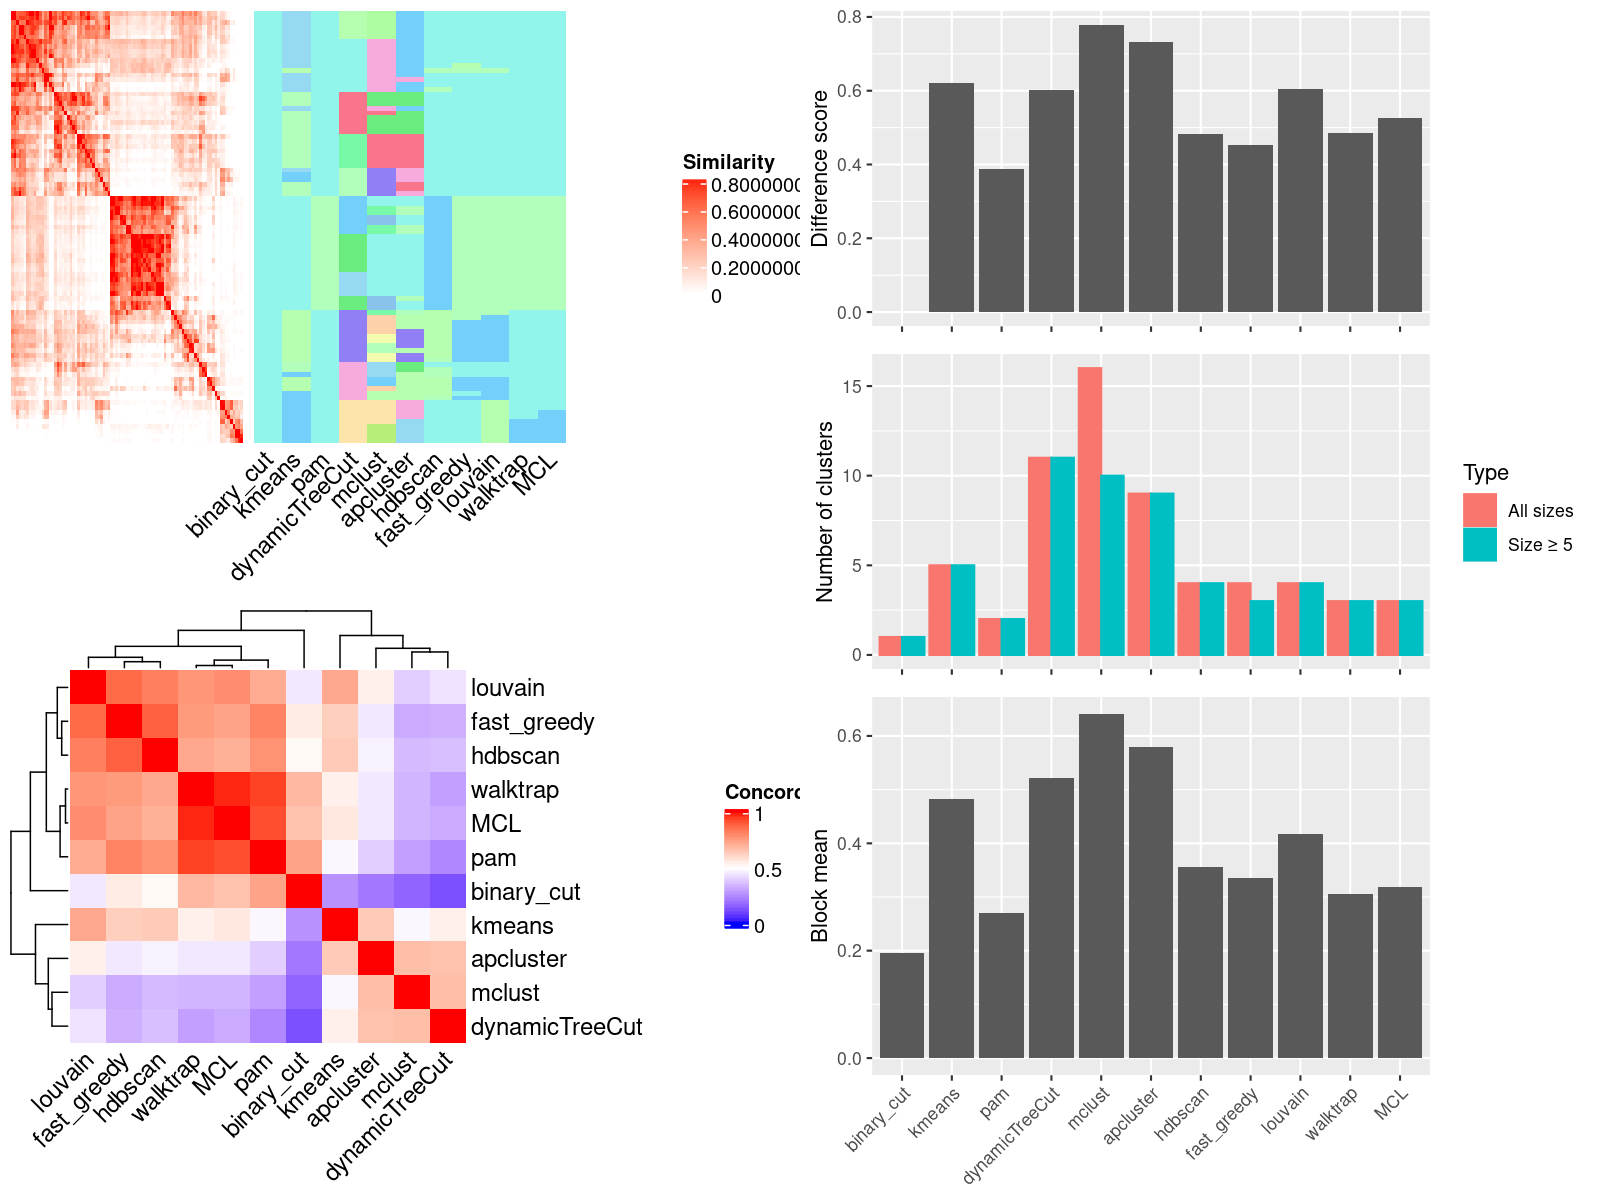 Similarity
0.8000000
0.6000000
0.4000000
0.2000000
0
binary_cut
kmeans
pam
dynamicTreeCut
mclust
apcluster
hdbscan
fast_greedy
louvain
walktrap
MCL
louvain
fast_greedy
hdbscan
walktrap
MCL
pam
binary_cut
kmeans
apcluster
mclust
dynamicTreeCut
louvain
fast_greedy
hdbscan
walktrap
MCL
pam
binary_cut
kmeans
apcluster
mclust
dynamicTreeCut
Concor
1
0.5
0
Difference score
0.8
0.6
0.4
0.2
0.0
Number of clusters
15
10
5
0
Type
All sizes
Size ≥ 5
Block mean
0.6
0.4
0.2
0.0
binary_cut
kmeans
pam
dynamicTreeCut
mclust
apcluster
hdbscan
fast_greedy
louvain
walktrap
MCL